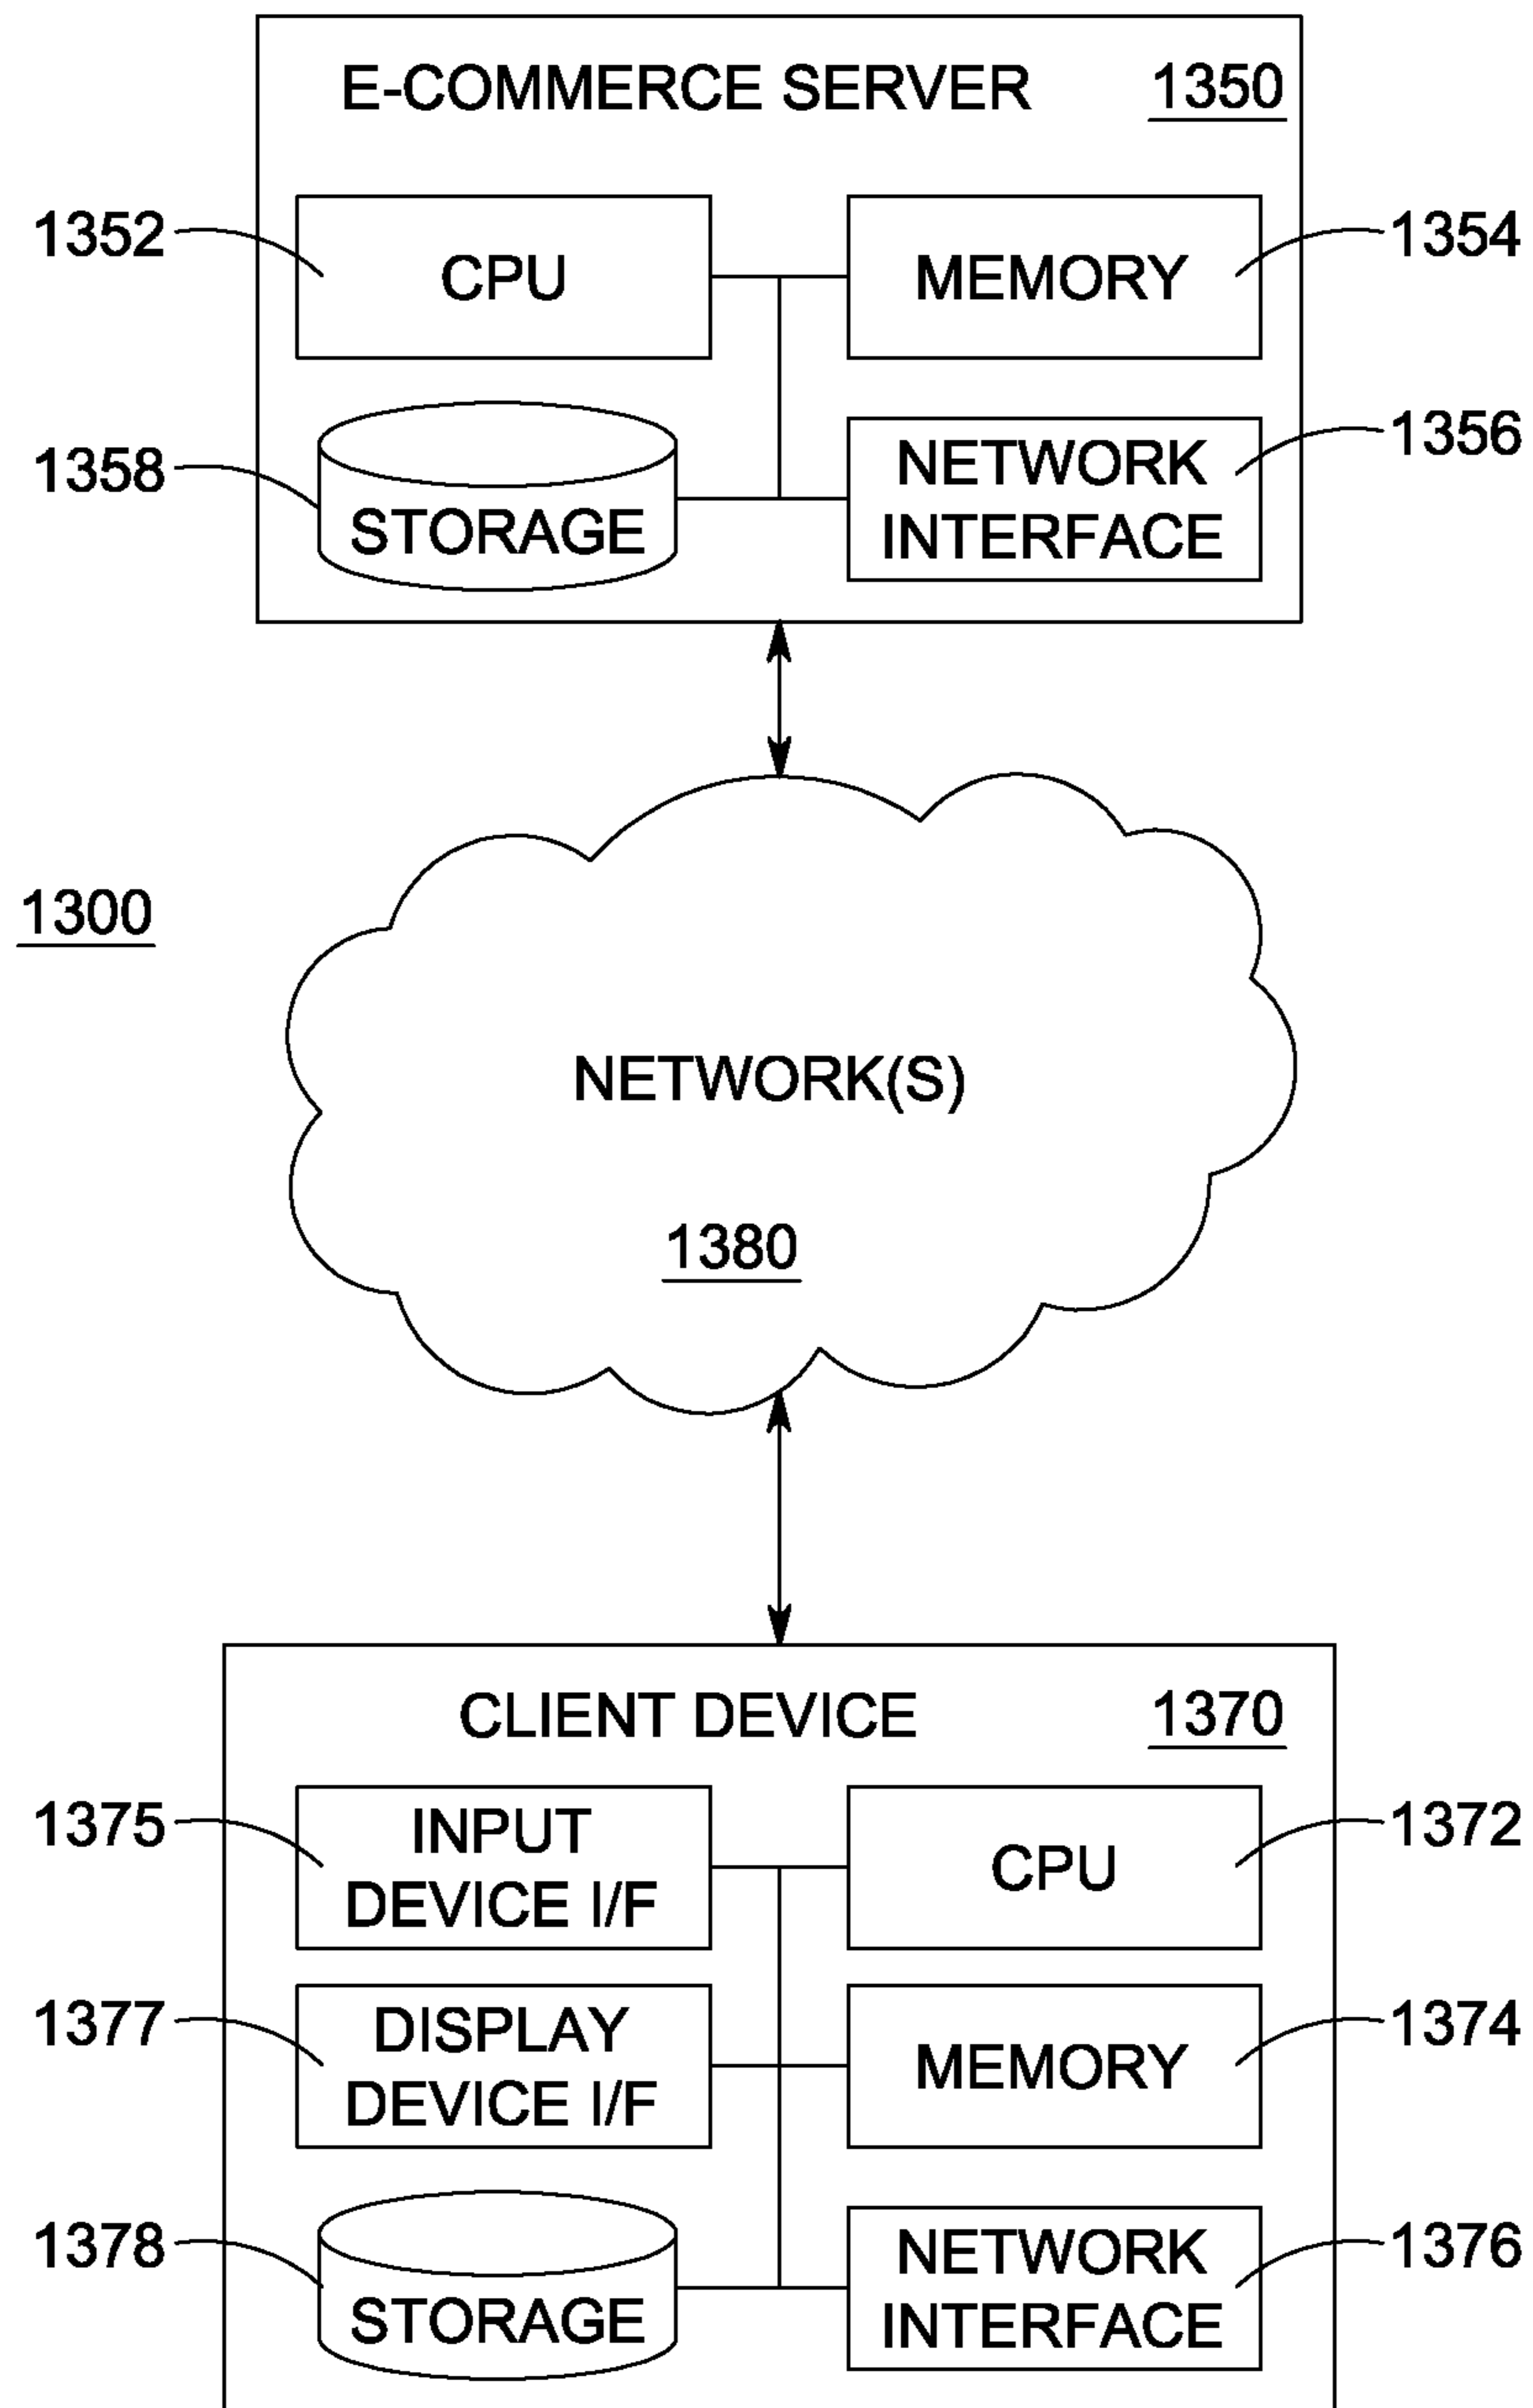 E-COMMERCE SERVER 1350
1352
CPU
MEMORY
1354
1358
STORAGE
NETWORK
INTERFACE
1356
1300
NETWORK(S)
1380
CLIENT DEVICE 1370
1375
INPUT
DEVICE I/F
CPU
1372
1377
DISPLAY
DEVICE I/F
MEMORY
1374
1378
STORAGE
NETWORK
INTERFACE
1376